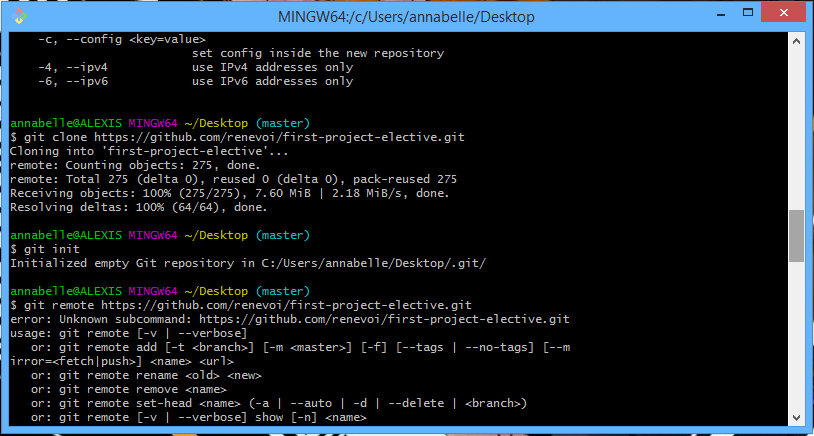 MINGW64:/c/Users/annabelle/Desktop
-c, --config <key=value>
set config inside the new repository
-4, --ipv4 use IPv4 addresses only
-6, --ipv6 use IPv6 addresses only
annabelle@ALEXIS MINGW64 ~/Desktop (master)
$ git clone https://github.com/renevoi/first-project-elective.git
Cloning into 'first-project-elective'...
remote: Counting objects: 275, done.
remote: Total 275 (delta 0), reused 0 (delta 0), pack-reused 275
Receiving objects: 100% (275/275), 7.60 MiB | 2.18 MiB/s, done.
Resolving deltas: 100% (64/64), done.
annabelle@ALEXIS MINGW64 ~/Desktop (master)
$ git init
Initialized empty Git repository in C:/Users/annabelle/Desktop/.git/
annabelle@ALEXIS MINGW64 ~/Desktop (master)
$ git remote https://github.com/renevoi/first-project-elective.git
error: Unknown subcommand: https://github.com/renevoi/first-project-elective.git
usage: git remote [-v | --verbose]
or: git remote add [-t <branch>] [-m <master>] [-f] [--tags | --no-tags] [--m
irror=<fetch|push>] <name> <url>
or: git remote rename <old> <new>
or: git remote remove <name>
or: git remote set-head <name> (-a | --auto | -d | --delete | <branch>)
or: git remote [-v | --verbose] show [-n] <name>